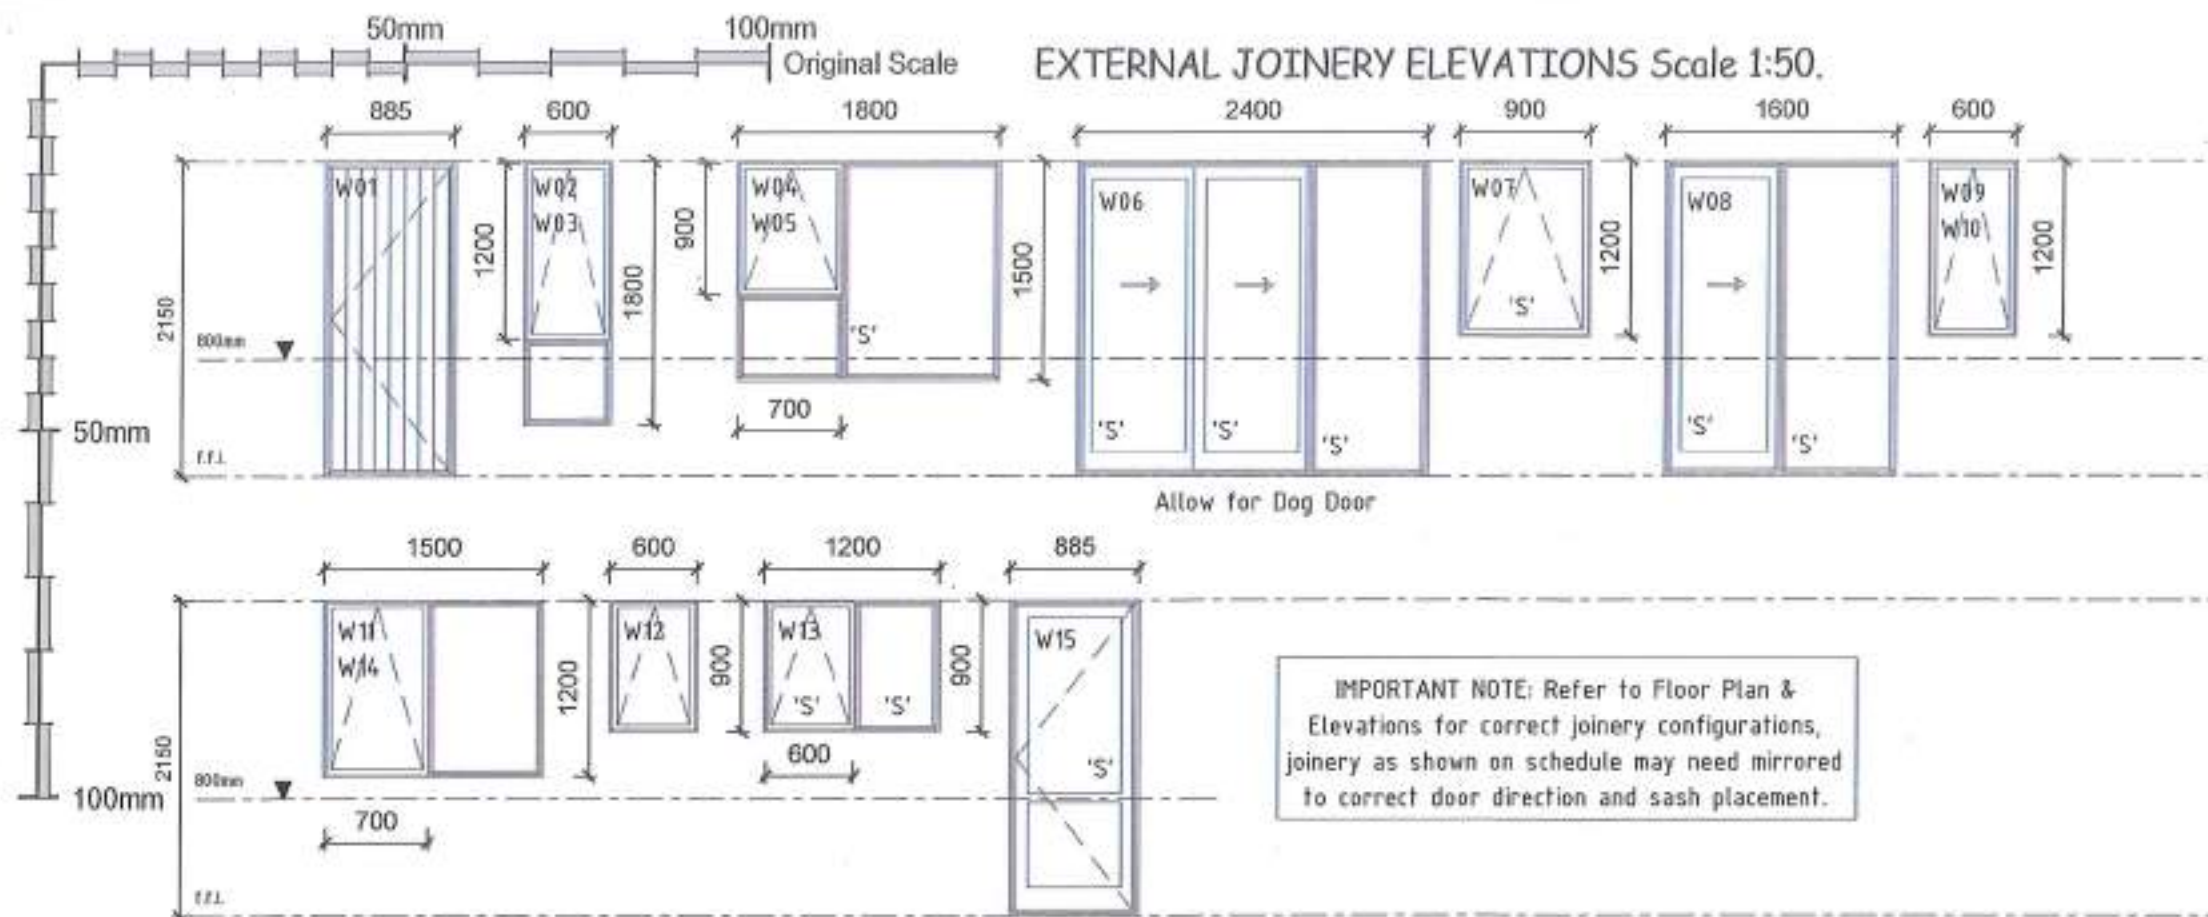 50mm 100mm
Original Scale
EXTERNAL JOINERY ELEVATIONS Scale 1:50.
885 600 1800 2400 900 1600 600
W01
W02
W03
W04
W05
W06
W07
W08
W09
W10
2150
1200
1800
900
1500
1200
1200
'S'
'S'
'S'
'S'
'S'
'S'
'S'
800mm
700
50mm
f.f.l.
Allow for Dog Door
1500 600 1200 885
W11
W14
W12
W13
W15
2150
1200
900
900
'S' 'S'
'S'
600
800mm
100mm
700
f.f.l.
IMPORTANT NOTE: Refer to Floor Plan &
Elevations for correct joinery configurations,
joinery as shown on schedule may need mirrored
to correct door direction and sash placement.